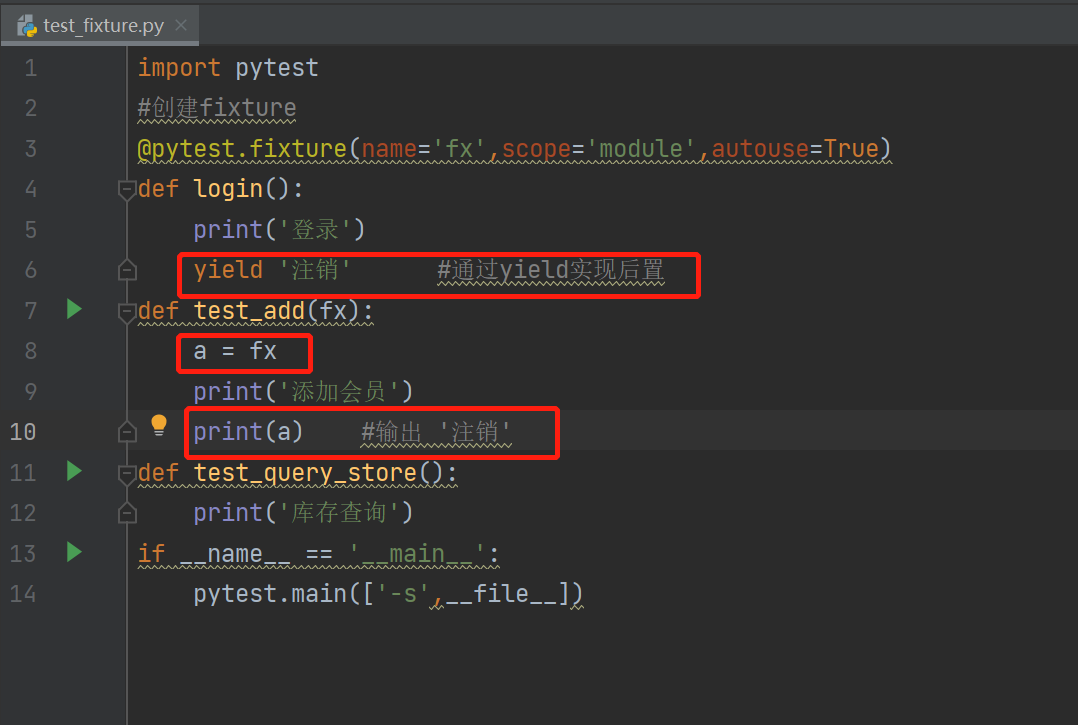 test_fixture.py
1 import pytest
2 #创建fixture
3 @pytest.fixture(name='fx',scope='module',autouse=True)
4 def login():
5     print('登录')
6     yield '注销'      #通过yield实现后置
7 def test_add(fx):
8     a = fx
9     print('添加会员')
10     print(a)    #输出 '注销'
11 def test_query_store():
12     print('库存查询')
13 if __name__ == '__main__':
14     pytest.main(['-s',__file__])